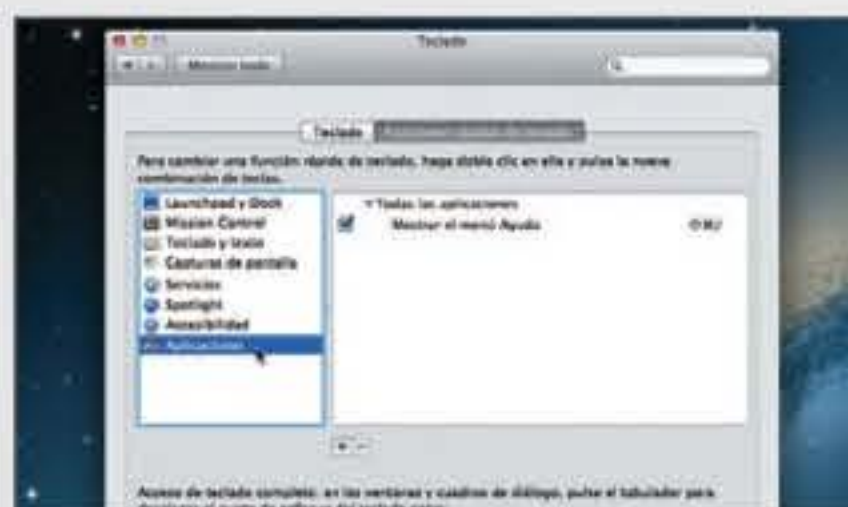 Teclado
Mostrar todo
Teclado
Para cambiar una función rápida de teclado, haga doble clic en ella y pulse la nueva
combinación de teclas.
Launchpad y Dock
Mission Control
Teclado y texto
Capturas de pantalla
Servicios
Spotlight
Accesibilidad
Aplicaciones
Todas las aplicaciones
Mostrar el menú Ayuda
Acceso de teclado completo: en las ventanas y cuadros de diálogo, pulse el tabulador para